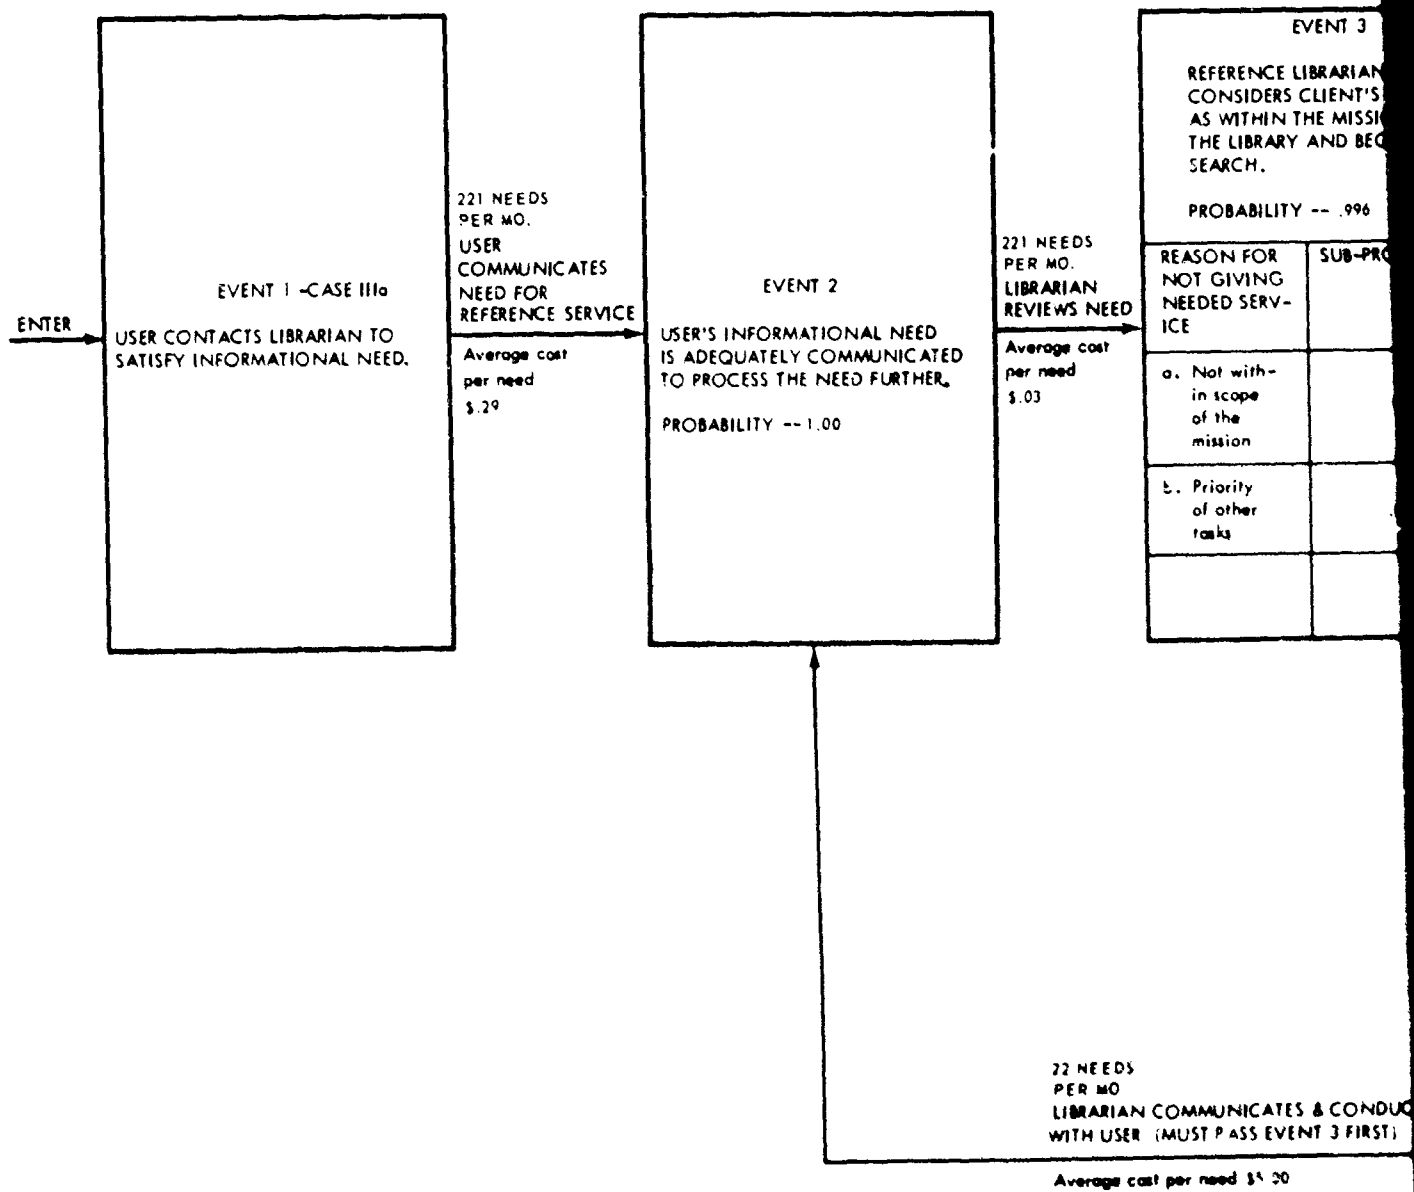 ENTER
EVENT 1 -CASE IIIa
USER CONTACTS LIBRARIAN TO
SATISFY INFORMATIONAL NEED.
221 NEEDS
PER MO.
USER
COMMUNICATES
NEED FOR
REFERENCE SERVICE
Average cost
per need
$.29
EVENT 2
USER'S INFORMATIONAL NEED
IS ADEQUATELY COMMUNICATED
TO PROCESS THE NEED FURTHER.
PROBABILITY -- 1.00
221 NEEDS
PER MO.
LIBRARIAN
REVIEWS NEED
Average cost
per need
$.03
EVENT 3
REFERENCE LIBRARIAN
CONSIDERS CLIENT'S
AS WITHIN THE
THE LIBRARY AND
SEARCH.
PROBABILITY -- .996
REASON FOR
NOT GIVING
NEEDED SERV-
ICE
a. Not with-
in scope
of the
mission
b. Priority
of other
tasks
22 NEEDS
PER MO
LIBRARIAN COMMUNICATES &
WITH USER (MUST PASS EVENT 3 FIRST)
Average cost per need